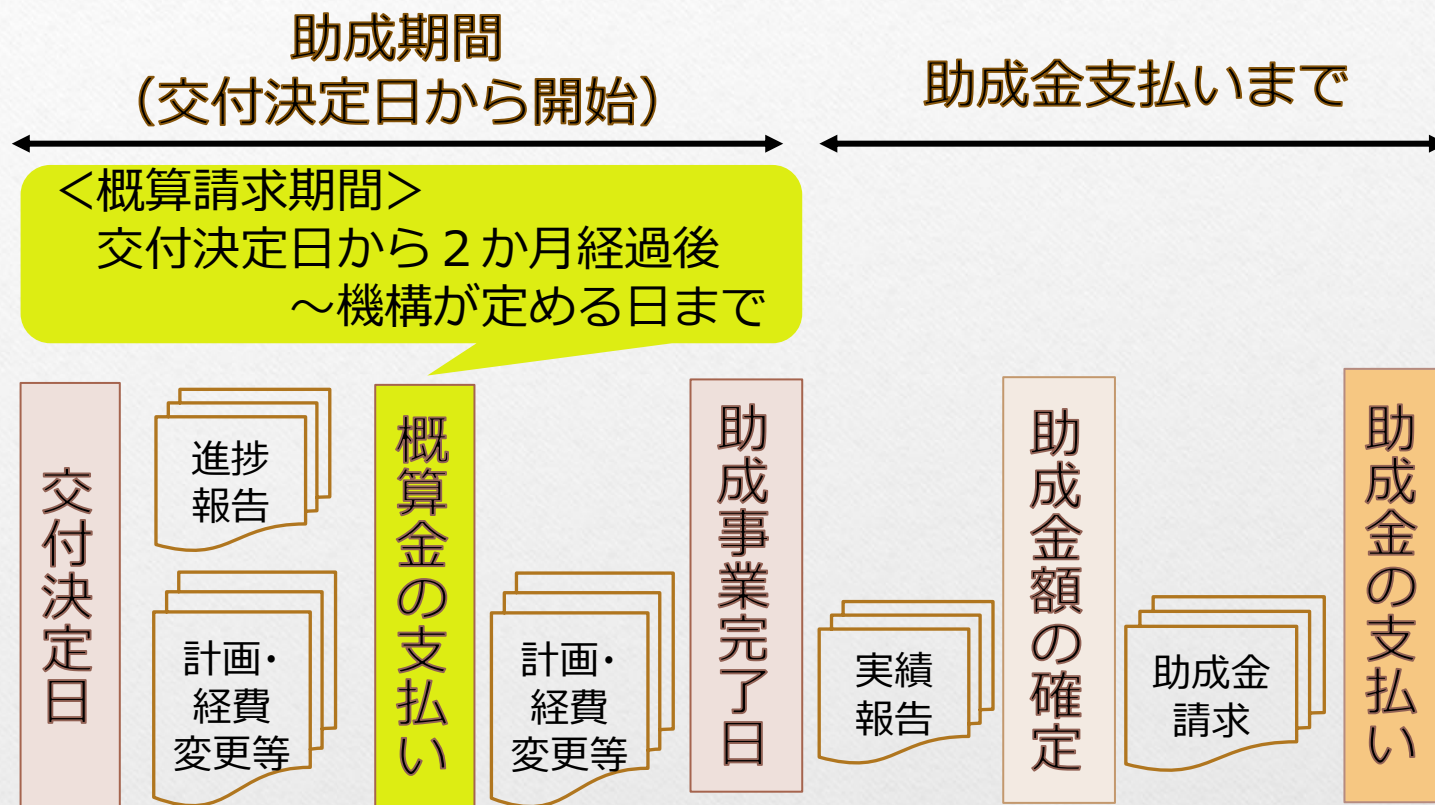 助成期間
（交付決定日から開始）
助成金支払いまで
＜概算請求期間＞
交付決定日から２か月経過後
～機構が定める日まで
交付決定日
進捗
報告
計画・
経費
変更等
概算金の支払い
計画・
経費
変更等
助成事業完了日
実績
報告
助成金額の確定
助成金
請求
助成金の支払い